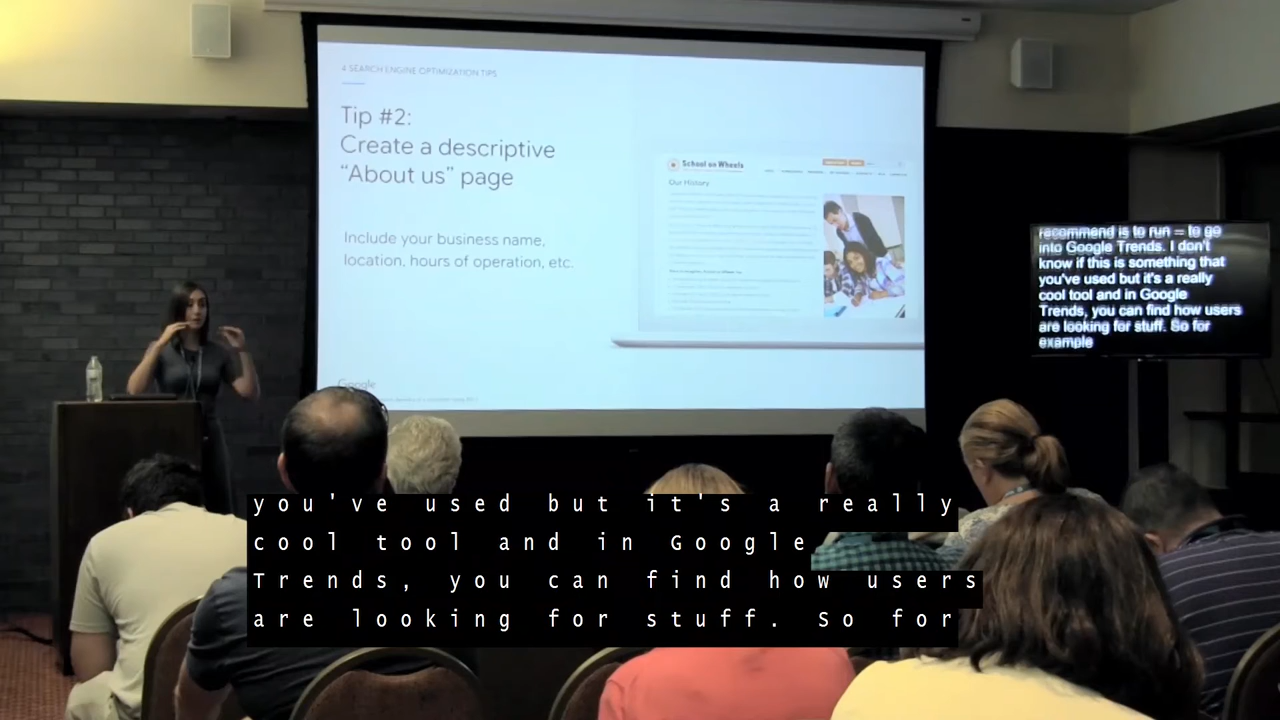 4 SEARCH ENGINE OPTIMIZATION TIPS
Tip #2:
Create a descriptive
“About us” page
Include your business name,
location, hours of operation, etc.
School on Wheels
Our History
Google
recommend is to run – to go
into Google Trends. I don't
know if this is something that
you've used but it's a really
cool tool and in Google
Trends, you can find how users
are looking for stuff. So for
example
you've used but it's a really
cool tool and in Google
Trends, you can find how users
are looking for stuff. So for